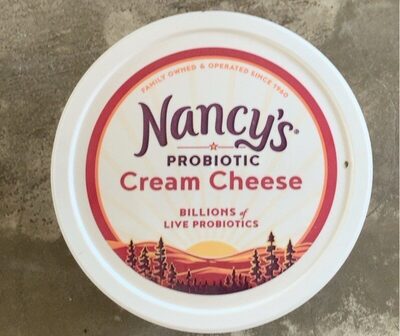 FAMILY OWNED & OPERATED SINCE 1960
Nancy's®
PROBIOTIC
Cream Cheese
BILLIONS of
LIVE PROBIOTICS